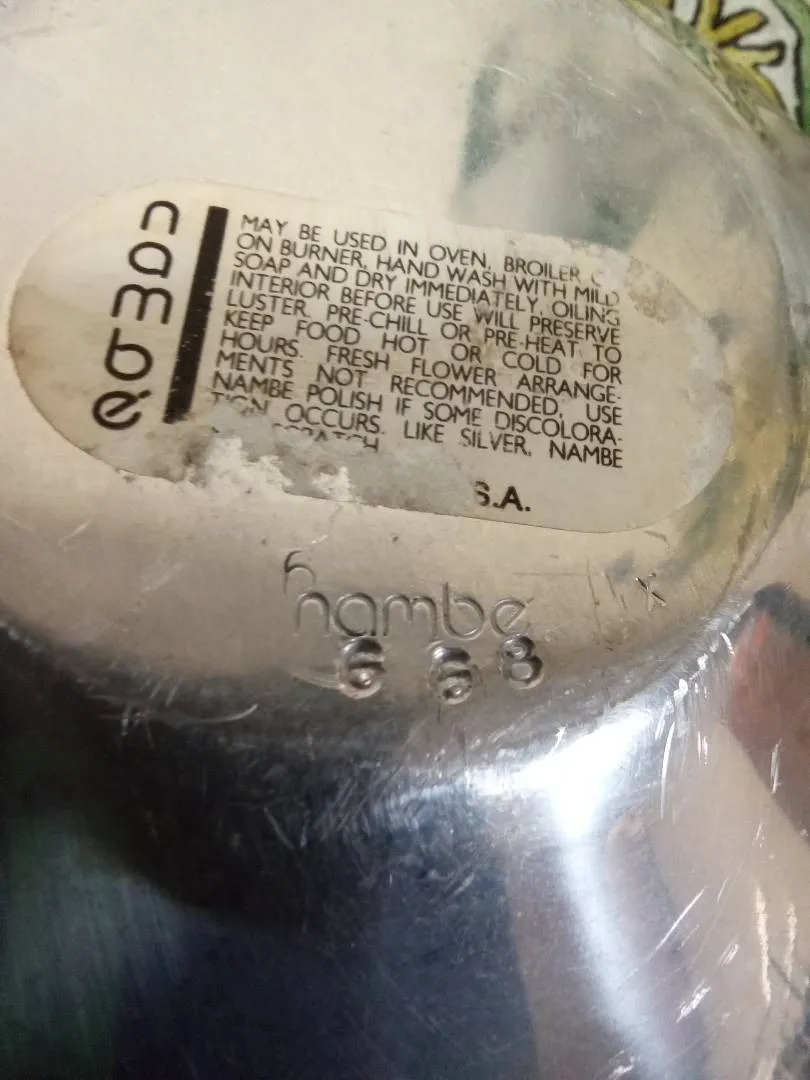 nambé
MAY BE USED IN OVEN, BROILER,
ON BURNER. HAND WASH WITH MILD
SOAP AND DRY IMMEDIATELY. OILING
INTERIOR BEFORE USE WILL PRESERVE
LUSTER. PRE-CHILL OR PRE-HEAT TO
KEEP FOOD HOT OR COLD FOR
HOURS. FRESH FLOWER ARRANGE-
MENTS NOT RECOMMENDED. USE
NAMBE POLISH IF SOME DISCOLORA-
TION OCCURS. LIKE SILVER, NAMBE
SCRATCH
S.A.
nambe
668